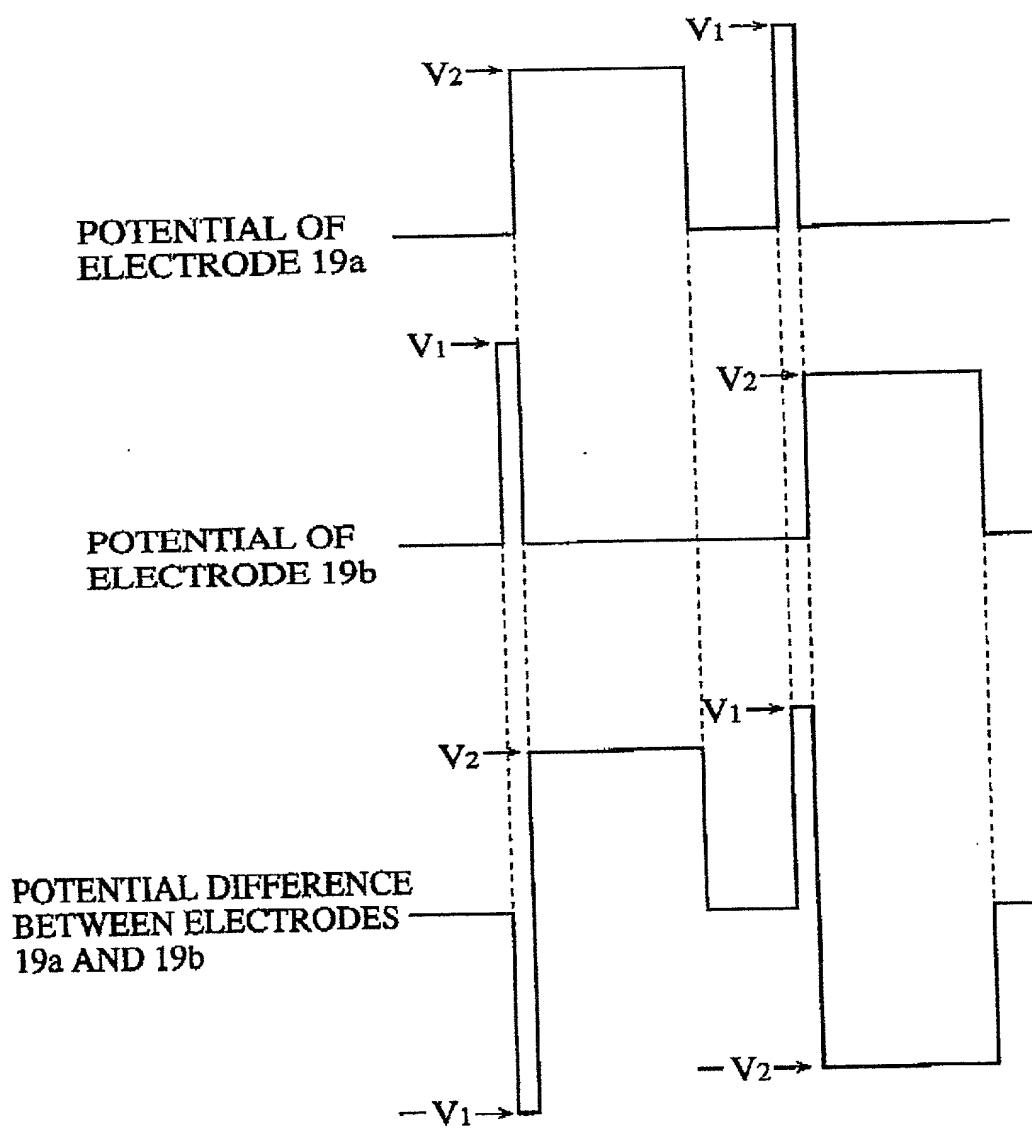 V1
V2
POTENTIAL OF
ELECTRODE 19a
V1
V2
POTENTIAL OF
ELECTRODE 19b
V1
V2
POTENTIAL DIFFERENCE
BETWEEN ELECTRODES
19a AND 19b
— V2
— V1